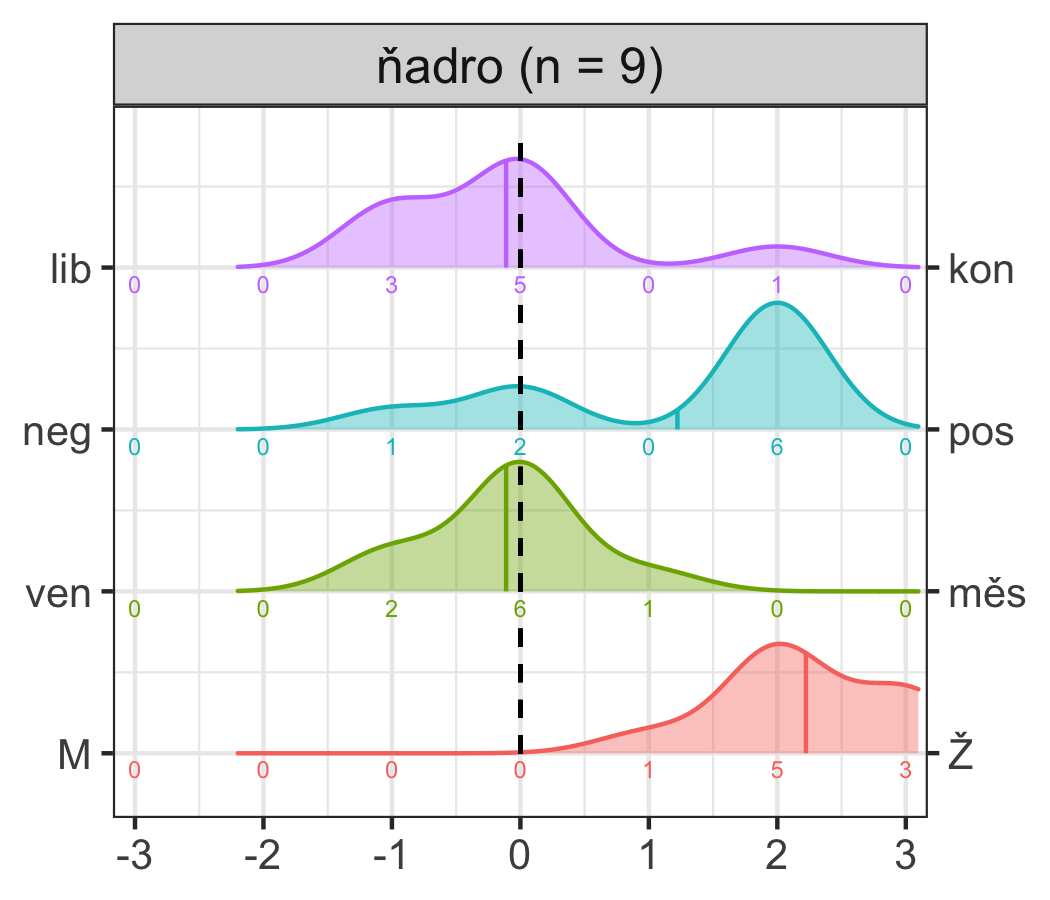 ňadro (n = 9)
lib kon
0 0 3 5 0 1 0
neg pos
0 0 1 2 0 6 0
ven měs
0 0 2 6 1 0 0
M Ž
0 0 0 0 1 5 3
-3 -2 -1 0 1 2 3